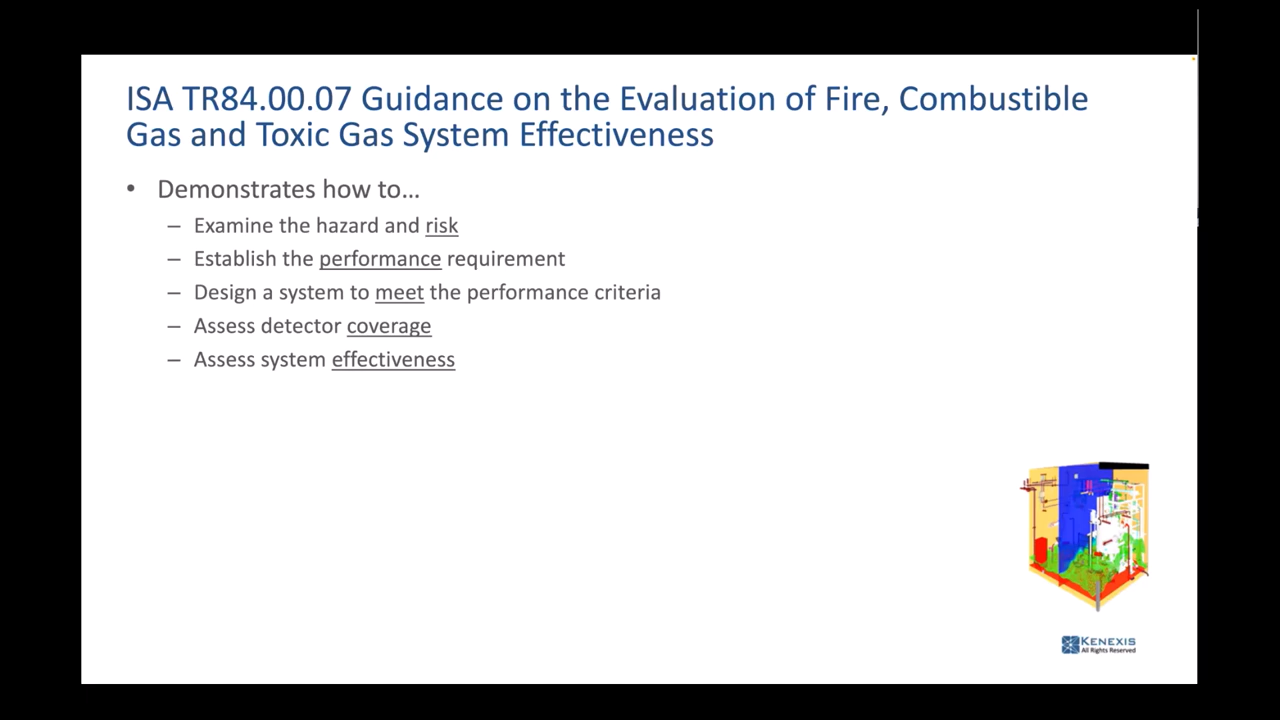 ISA TR84.00.07 Guidance on the Evaluation of Fire, Combustible
Gas and Toxic Gas System Effectiveness
• Demonstrates how to…
– Examine the hazard and risk
– Establish the performance requirement
– Design a system to meet the performance criteria
– Assess detector coverage
– Assess system effectiveness
KENEXIS
All Rights Reserved